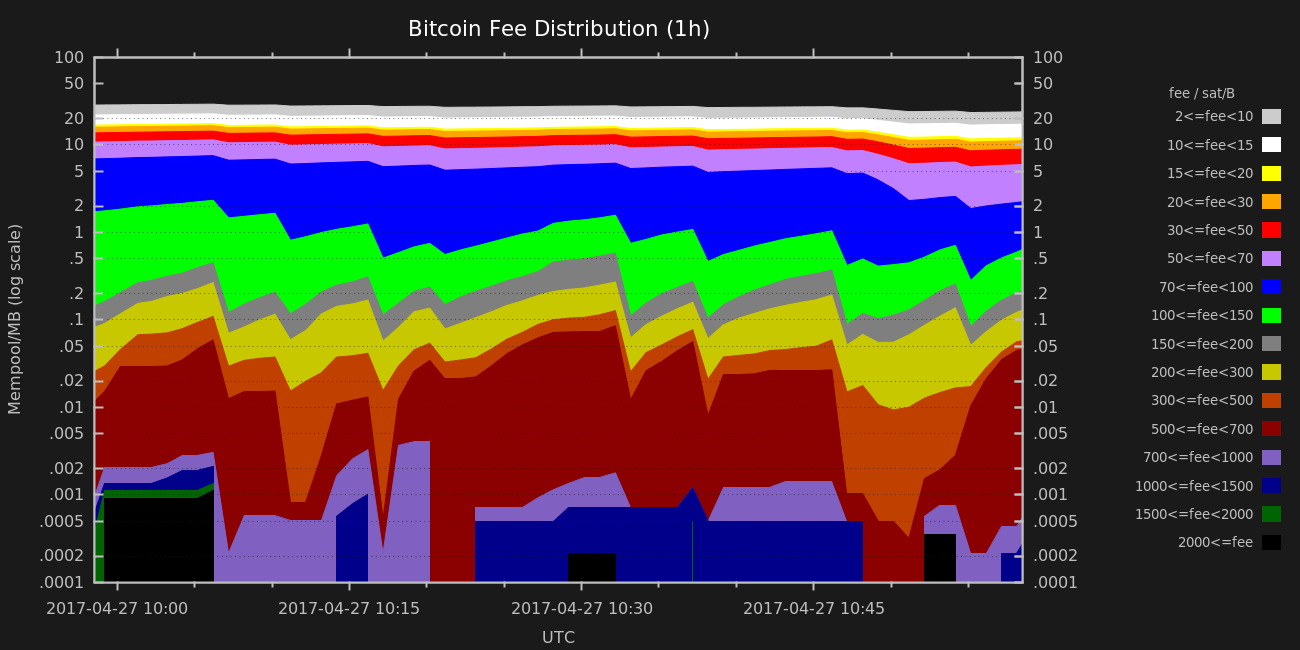 Bitcoin Fee Distribution (1h)
100
50
20
10
5
2
1
.5
.2
.1
.05
.02
.01
.005
.002
.001
.0005
.0002
.0001
Mempool/MB (log scale)
100
50
20
10
5
2
1
.5
.2
.1
.05
.02
.01
.005
.002
.001
.0005
.0002
.0001
2017-04-27 10:00
2017-04-27 10:15
2017-04-27 10:30
2017-04-27 10:45
UTC
fee / sat/B
2<=fee<10
10<=fee<15
15<=fee<20
20<=fee<30
30<=fee<50
50<=fee<70
70<=fee<100
100<=fee<150
150<=fee<200
200<=fee<300
300<=fee<500
500<=fee<700
700<=fee<1000
1000<=fee<1500
1500<=fee<2000
2000<=fee